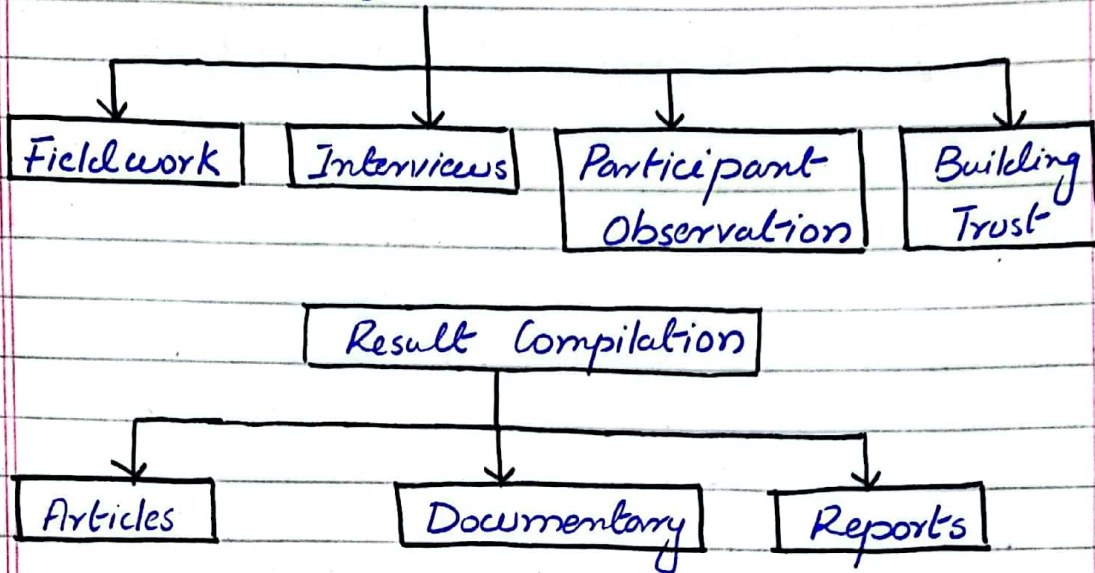 Fieldwork
Interviews
Participant
Observation
Building
Trust
Result Compilation
Articles
Documentary
Reports